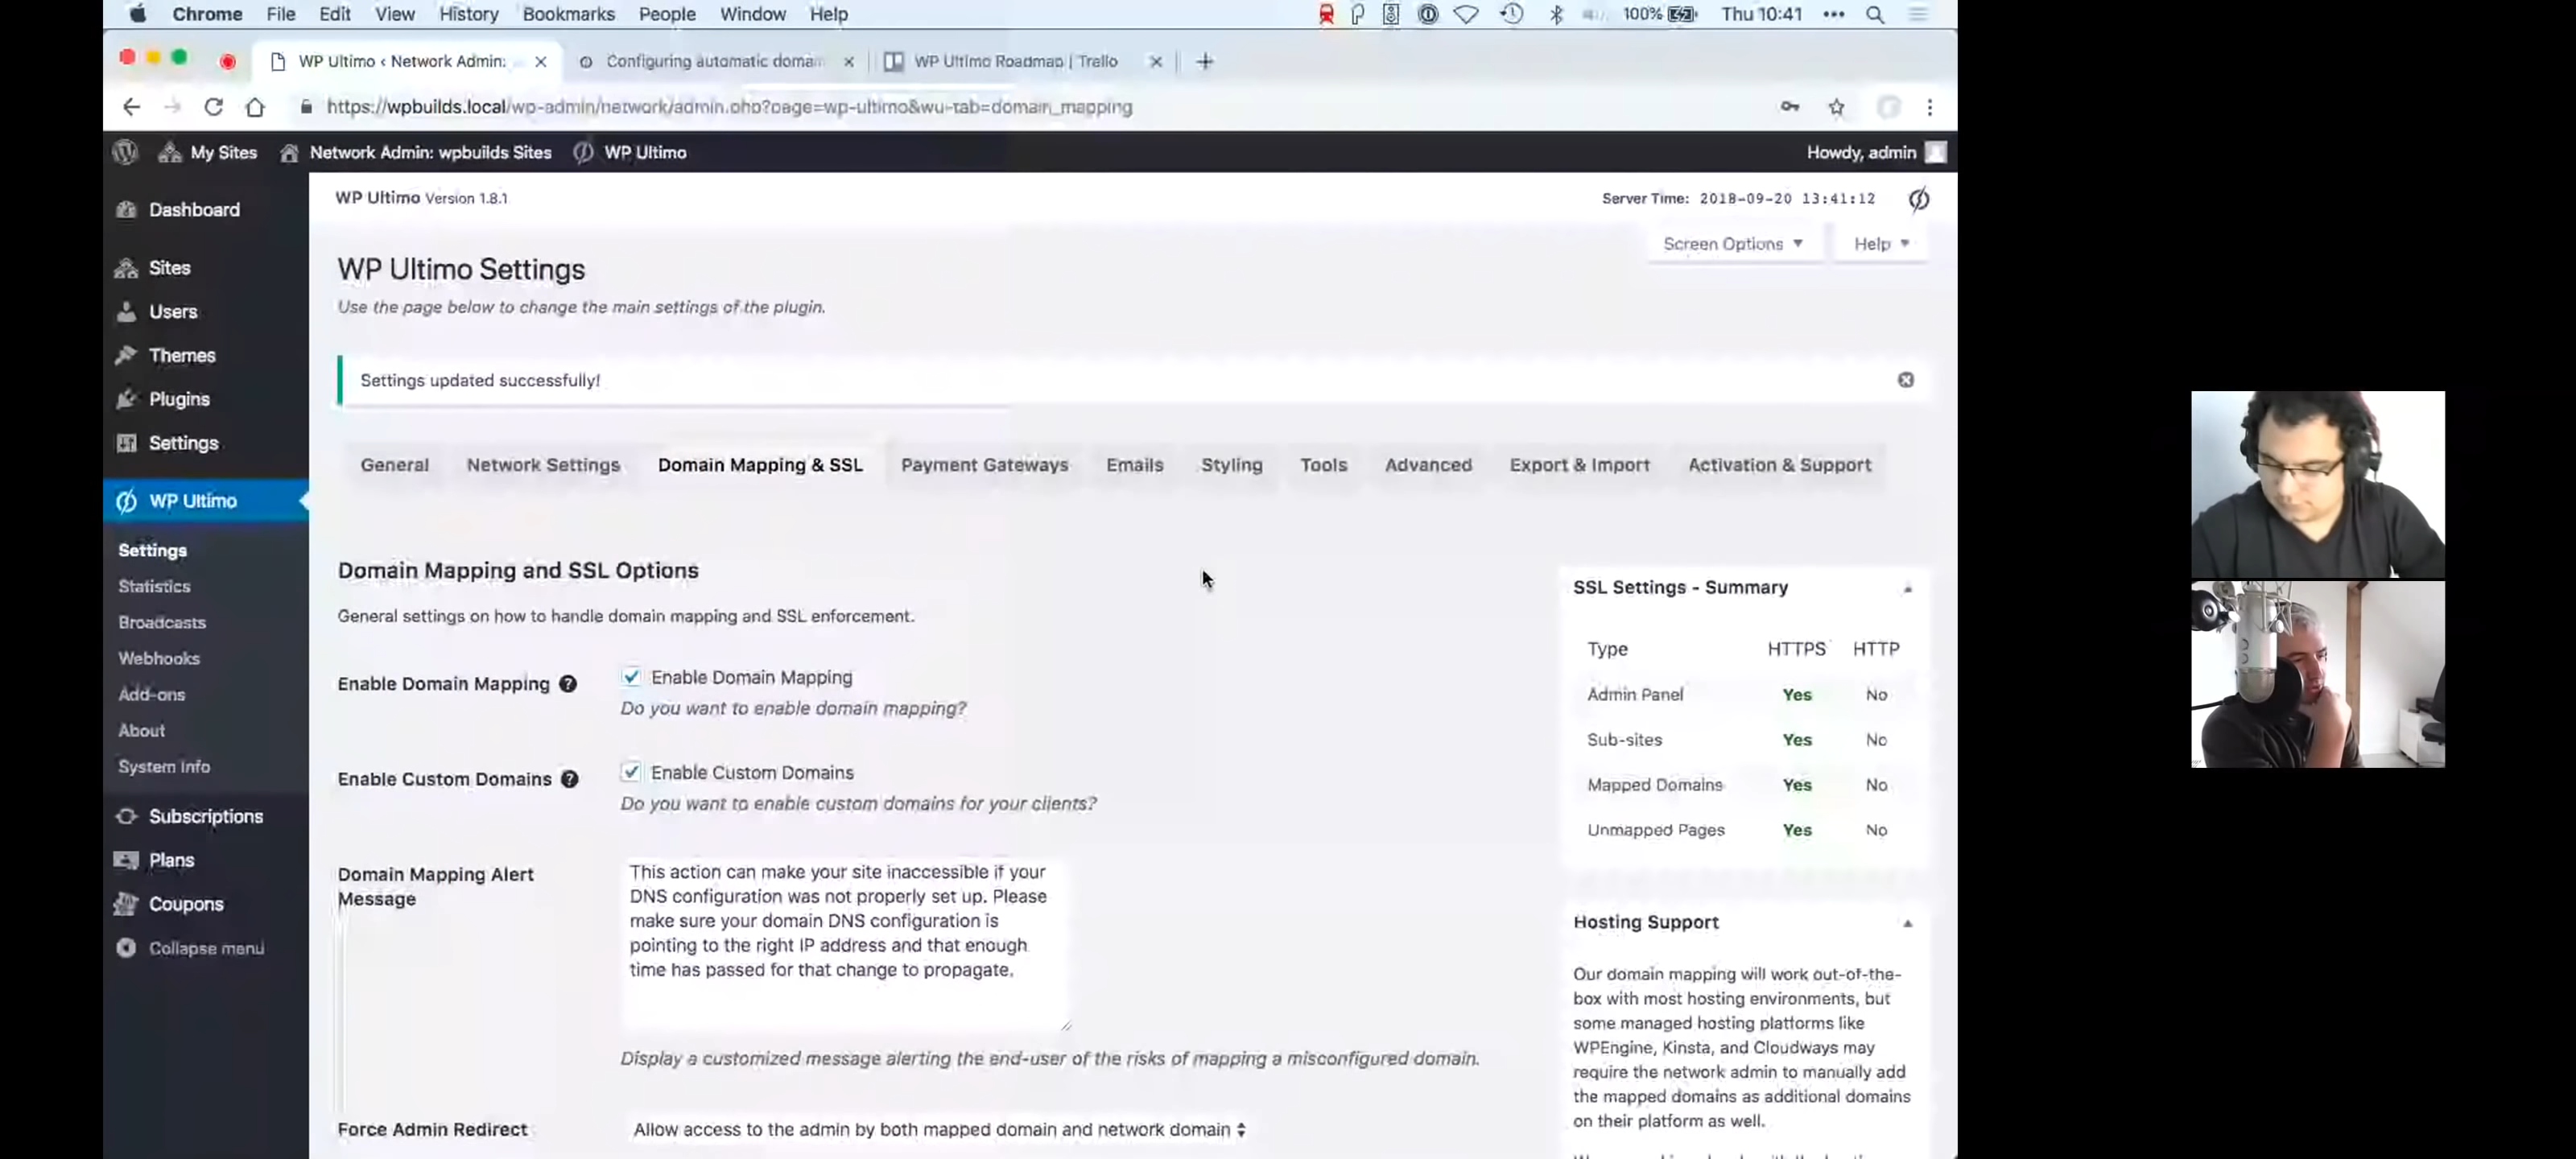 Chrome File Edit View History Bookmarks People Window Help 100% Thu 10:41
WP Ultimo ‹ Network Admin: Configuring automatic domai WP Ultimo Roadmap | Trello
https://wpbuilds.local/wp-admin/network/admin.php?page=wp-ultimo&wu-tab=domain_mapping
My Sites Network Admin: wpbuilds Sites WP Ultimo Howdy, admin
Dashboard
Sites
Users
Themes
Plugins
Settings
WP Ultimo
Settings
Statistics
Broadcasts
Webhooks
Add-ons
About
System Info
Subscriptions
Plans
Coupons
Collapse menu
WP Ultimo Version 1.8.1
Server Time: 2018-09-20 13:41:12
Screen Options Help
WP Ultimo Settings
Use the page below to change the main settings of the plugin.
Settings updated successfully!
General Network Settings Domain Mapping & SSL Payment Gateways Emails Styling Tools Advanced Export & Import Activation & Support
Domain Mapping and SSL Options
General settings on how to handle domain mapping and SSL enforcement.
Enable Domain Mapping ? Enable Domain Mapping
Do you want to enable domain mapping?
Enable Custom Domains ? Enable Custom Domains
Do you want to enable custom domains for your clients?
Domain Mapping Alert
Message
This action can make your site inaccessible if your
DNS configuration was not properly set up. Please
make sure your domain DNS configuration is
pointing to the right IP address and that enough
time has passed for that change to propagate.
Display a customized message alerting the end-user of the risks of mapping a misconfigured domain.
Force Admin Redirect Allow access to the admin by both mapped domain and network domain
SSL Settings - Summary
Type HTTPS HTTP
Admin Panel Yes No
Sub-sites Yes No
Mapped Domains Yes No
Unmapped Pages Yes No
Hosting Support
Our domain mapping will work out-of-the-
box with most hosting environments, but
some managed hosting platforms like
WPEngine, Kinsta, and Cloudways may
require the network admin to manually add
the mapped domains as additional domains
on their platform as well.